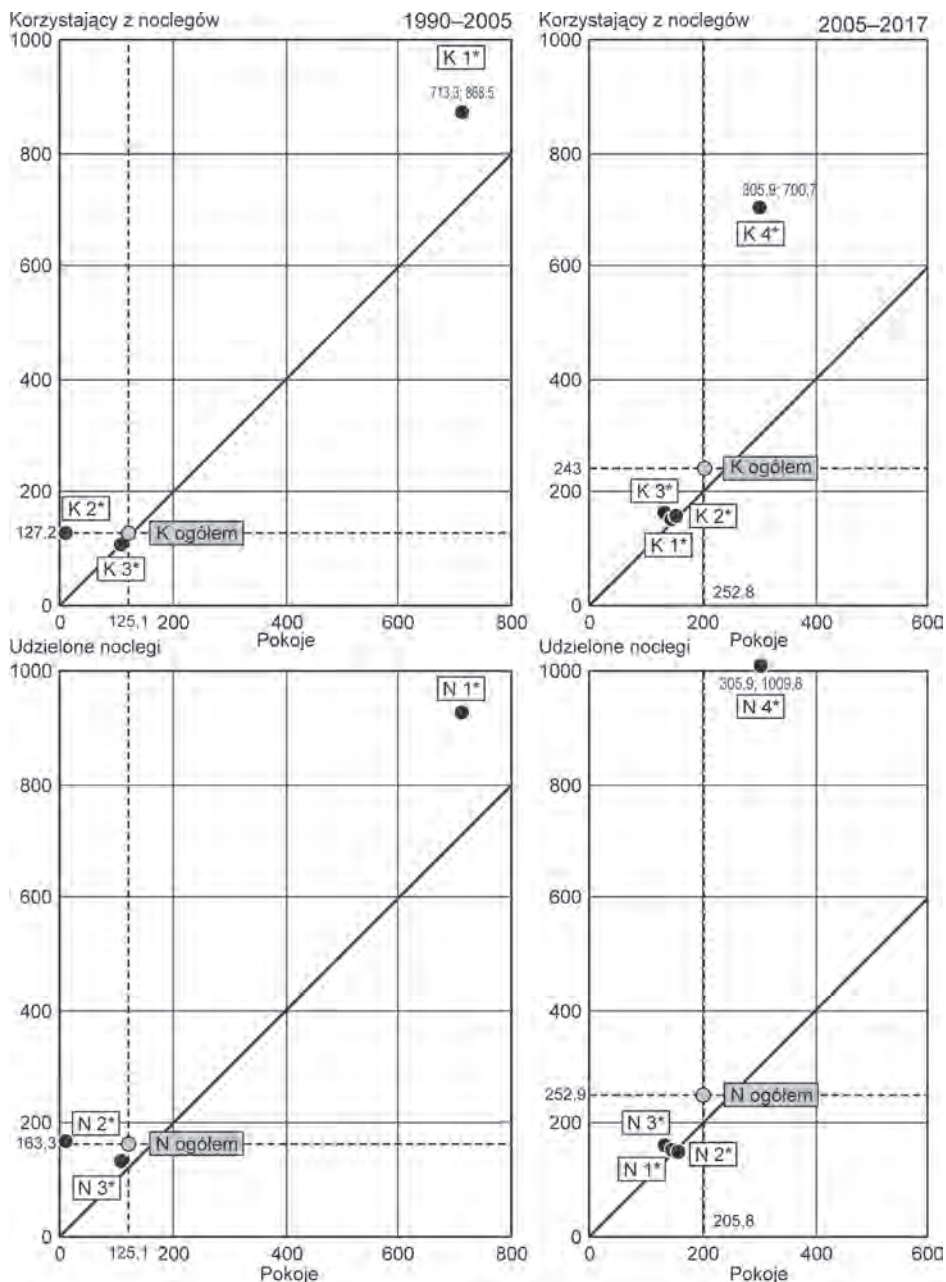 Korzystający z noclegów 1990–2005
1000
K 1*
713,3; 868,5
800
600
400
200
K 2*
127,2
K ogółem
K 3*
0
125,1
200
400
600
800
Pokoje
Korzystający z noclegów 2005–2017
1000
800
305,9; 700,7
K 4*
600
400
243
K ogółem
200
K 3*
K 2*
K 1*
252,8
0
0
200
400
600
Pokoje
Udzielone noclegi
1000
N 1*
800
600
400
200
N 2*
163,3
N ogółem
N 3*
0
0
125,1
200
400
600
800
Pokoje
Udzielone noclegi
1000
305,9; 1009,8
N 4*
800
600
400
252,9
N ogółem
200
N 3*
N 2*
N 1*
205,8
0
0
200
400
600
Pokoje